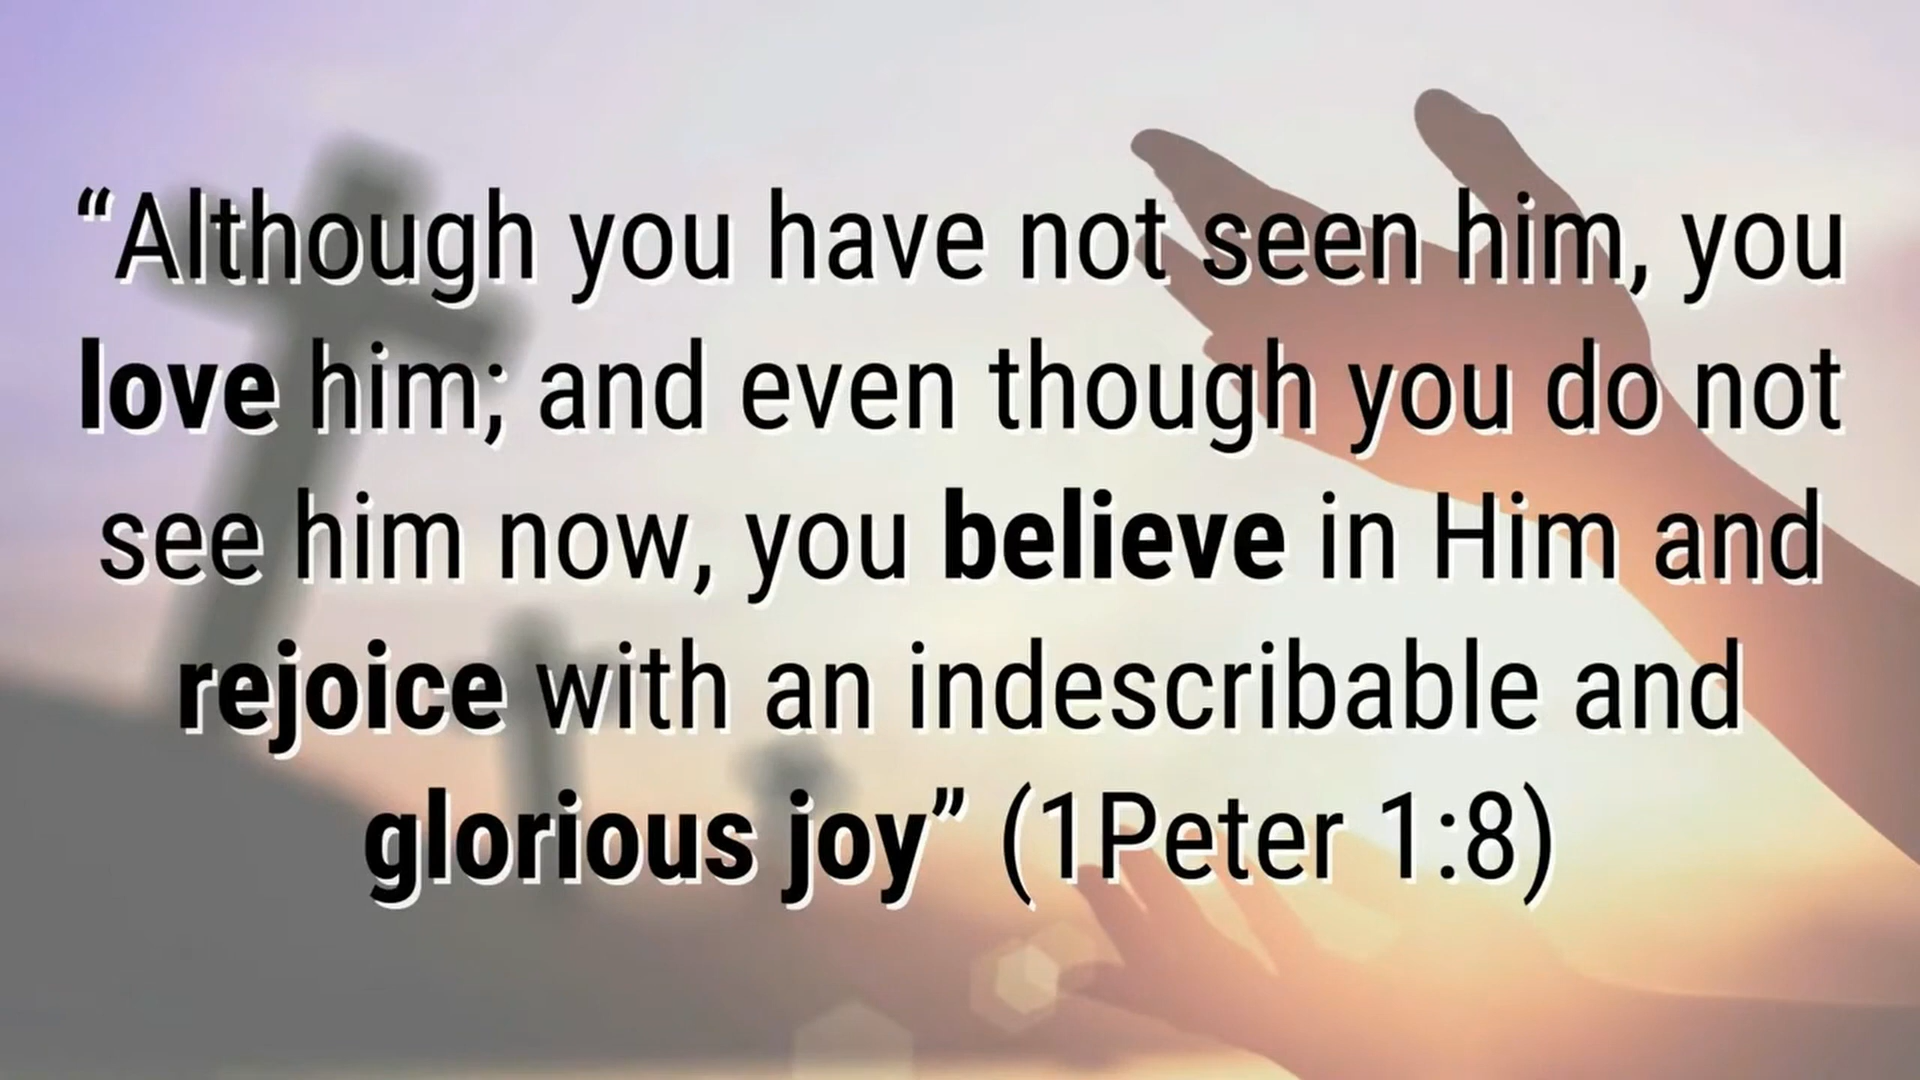 “Although you have not seen him, you
love him; and even though you do not
see him now, you believe in Him and
rejoice with an indescribable and
glorious joy” (1Peter 1:8)